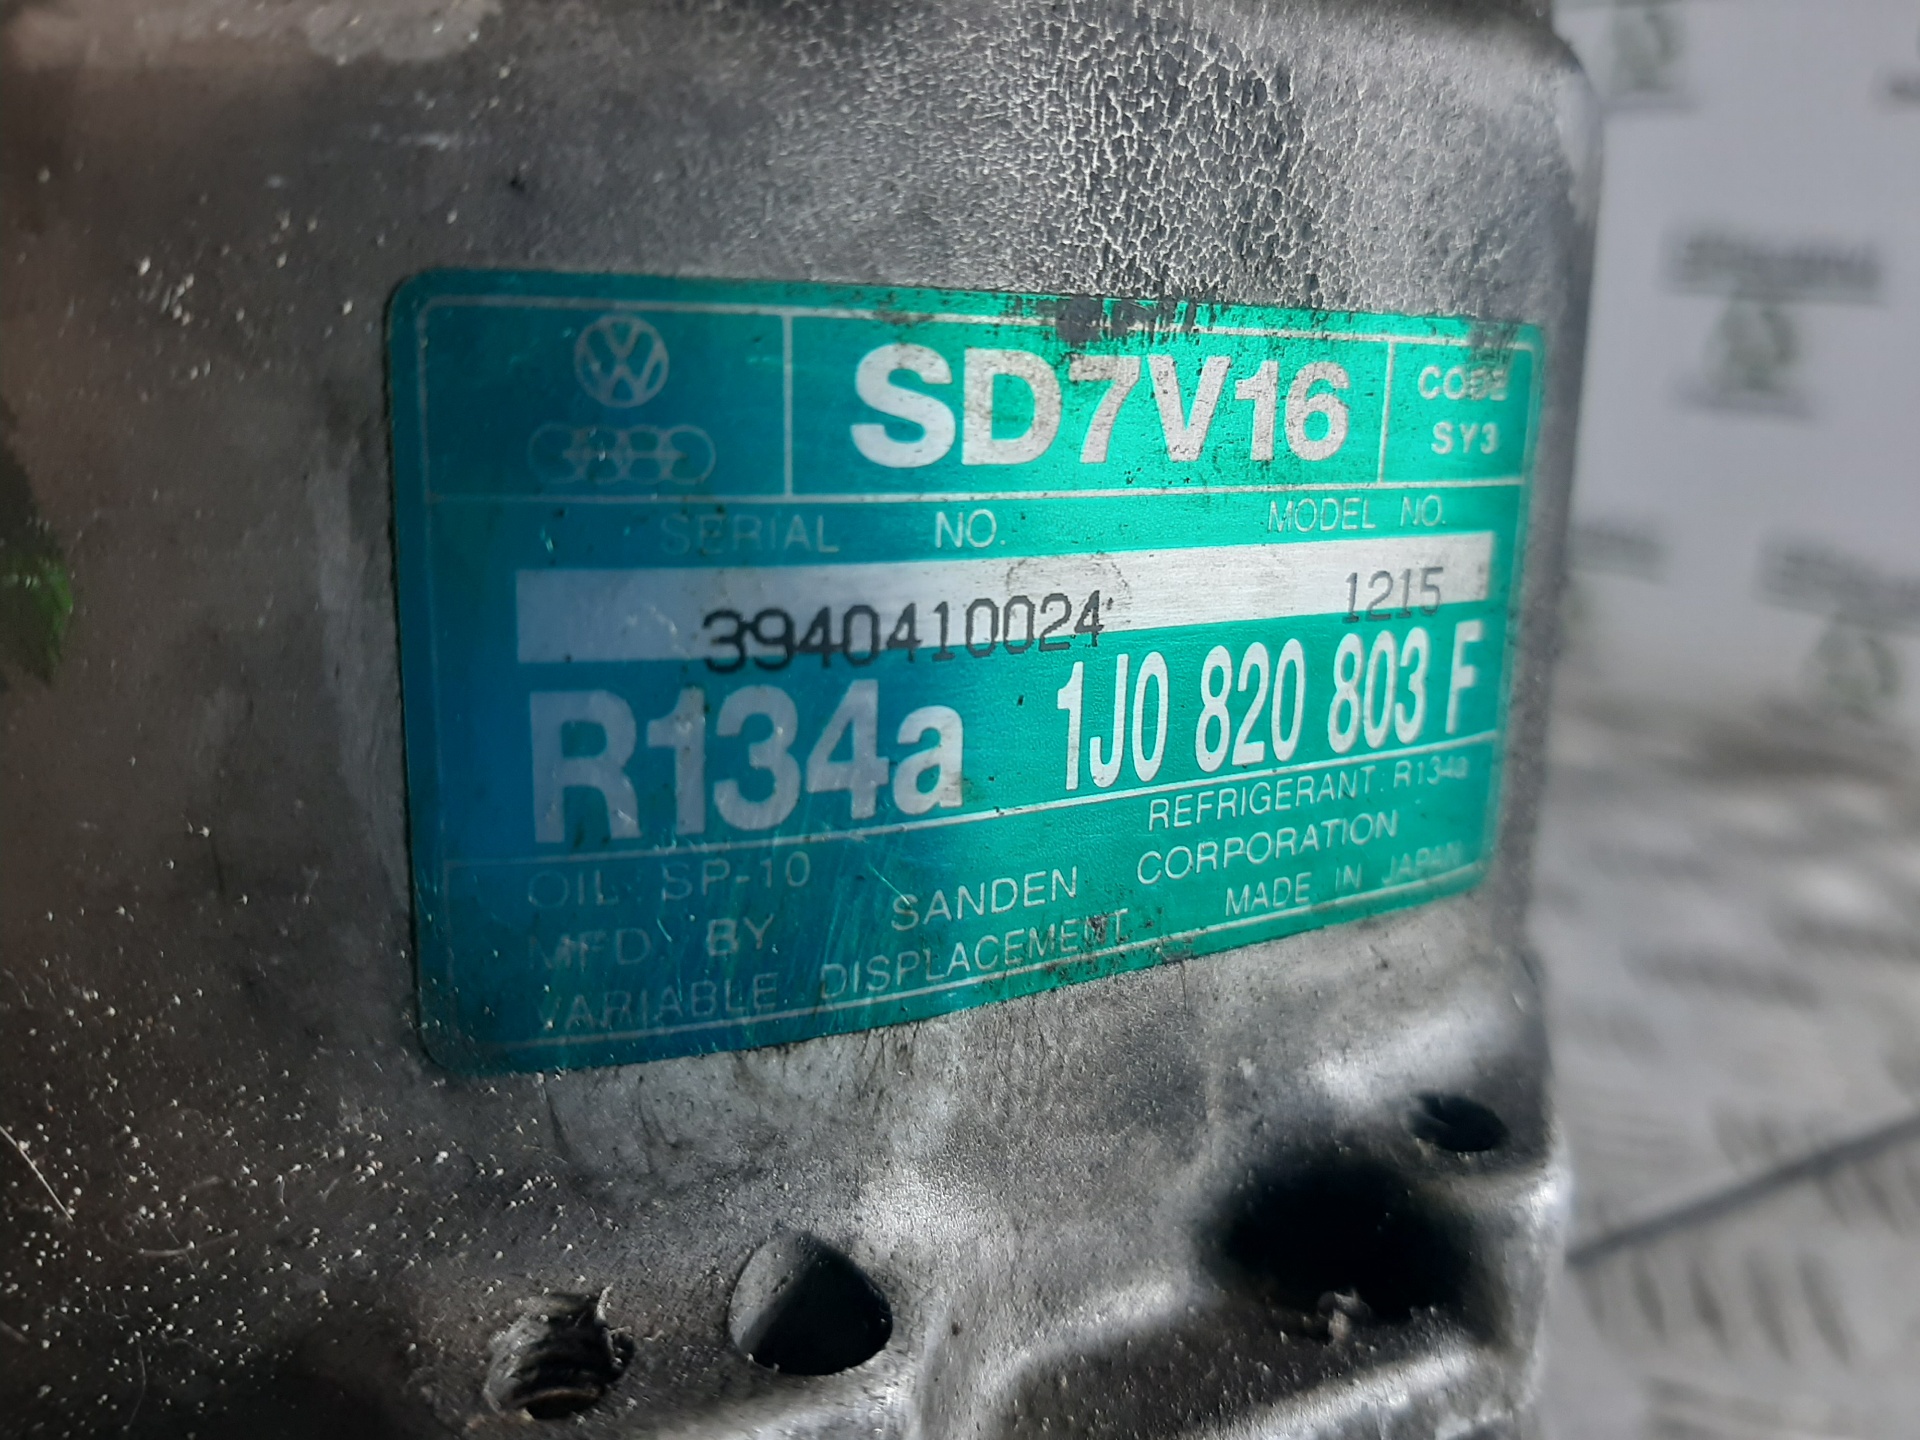 SD7V16
CODE
SY3
SERIAL NO. MODEL NO.
3940410024 1215
R134a 1J0 820 803 F
REFRIGERANT R134a
OIL SP-10
MFD BY SANDEN CORPORATION
VARIABLE DISPLACEMENT MADE IN JAPAN